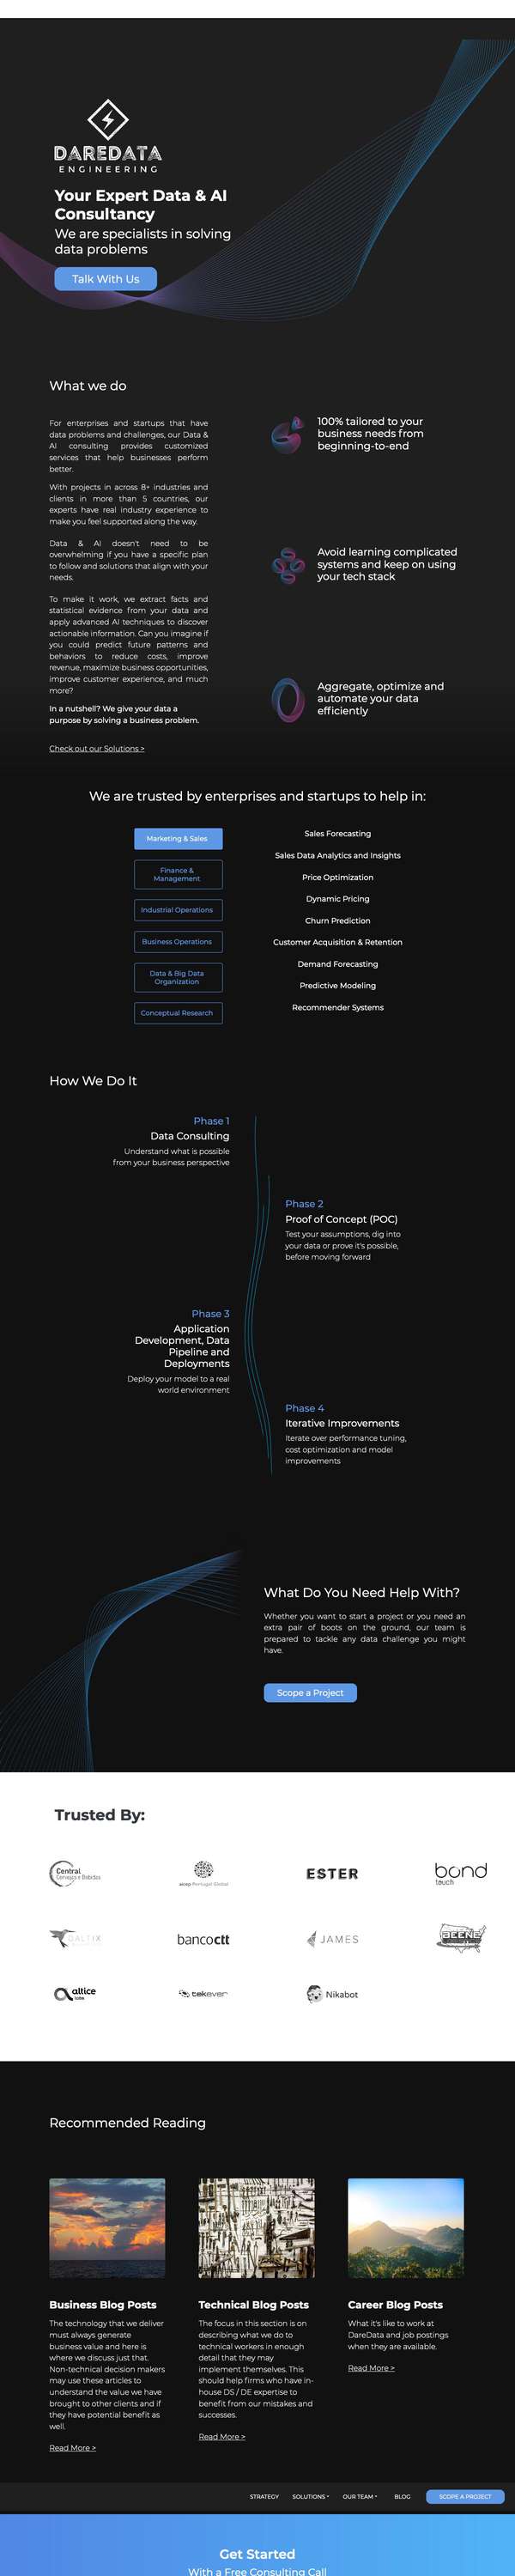 DAREDATA
ENGINEERING
Your Expert Data & AI
Consultancy
We are specialists in solving
data problems
Talk With Us
What we do
For enterprises and startups that have
data problems and challenges, our Data &
AI consulting provides customized
services that help businesses perform
better.
With projects in across 8+ industries and
clients in more than 5 countries, our
experts have real industry experience to
make you feel supported along the way.
Data & AI doesn't need to be
overwhelming if you have a specific plan
to follow and solutions that align with your
needs.
To make it work, we extract facts and
statistical evidence from your data and
apply advanced AI techniques to discover
actionable information. Can you imagine if
you could predict future patterns and
behaviors to reduce costs, improve
revenue, maximize business opportunities,
improve customer experience, and much
more?
In a nutshell? We give your data a
purpose by solving a business problem.
Check out our Solutions >
100% tailored to your
business needs from
beginning-to-end
Avoid learning complicated
systems and keep on using
your tech stack
Aggregate, optimize and
automate your data
efficiently
We are trusted by enterprises and startups to help in:
Marketing & Sales
Finance &
Management
Industrial Operations
Business Operations
Data & Big Data
Organization
Conceptual Research
Sales Forecasting
Sales Data Analytics and Insights
Price Optimization
Dynamic Pricing
Churn Prediction
Customer Acquisition & Retention
Demand Forecasting
Predictive Modeling
Recommender Systems
How We Do It
Phase 1
Data Consulting
Understand what is possible
from your business perspective
Phase 2
Proof of Concept (POC)
Test your assumptions, dig into
your data or prove it's possible,
before moving forward
Phase 3
Application
Development, Data
Pipeline and
Deployments
Deploy your model to a real
world environment
Phase 4
Iterative Improvements
Iterate over performance tuning,
cost optimization and model
improvements
What Do You Need Help With?
Whether you want to start a project or you need an
extra pair of boots on the ground, our team is
prepared to tackle any data challenge you might
have.
Scope a Project
Trusted By:
Central
Cervejas e Bebidas
aicep Portugal Global
ESTER
bond
touch
DALTIX
bancoctt
JAMES
BEENE
altice
labs
tekever
Nikabot
Recommended Reading
Business Blog Posts
The technology that we deliver
must always generate
business value and here is
where we discuss just that.
Non-technical decision makers
may use these articles to
understand the value we have
brought to other clients and if
they have potential benefit as
well.
Read More >
Technical Blog Posts
The focus in this section is on
describing what we do to
technical workers in enough
detail that they may
implement themselves. This
should help firms who have in-
house DS / DE expertise to
benefit from our mistakes and
successes.
Read More >
Career Blog Posts
What it's like to work at
DareData and job postings
when they are available.
Read More >
STRATEGY SOLUTIONS OUR TEAM BLOG SCOPE A PROJECT
Get Started
With a Free Consulting Call